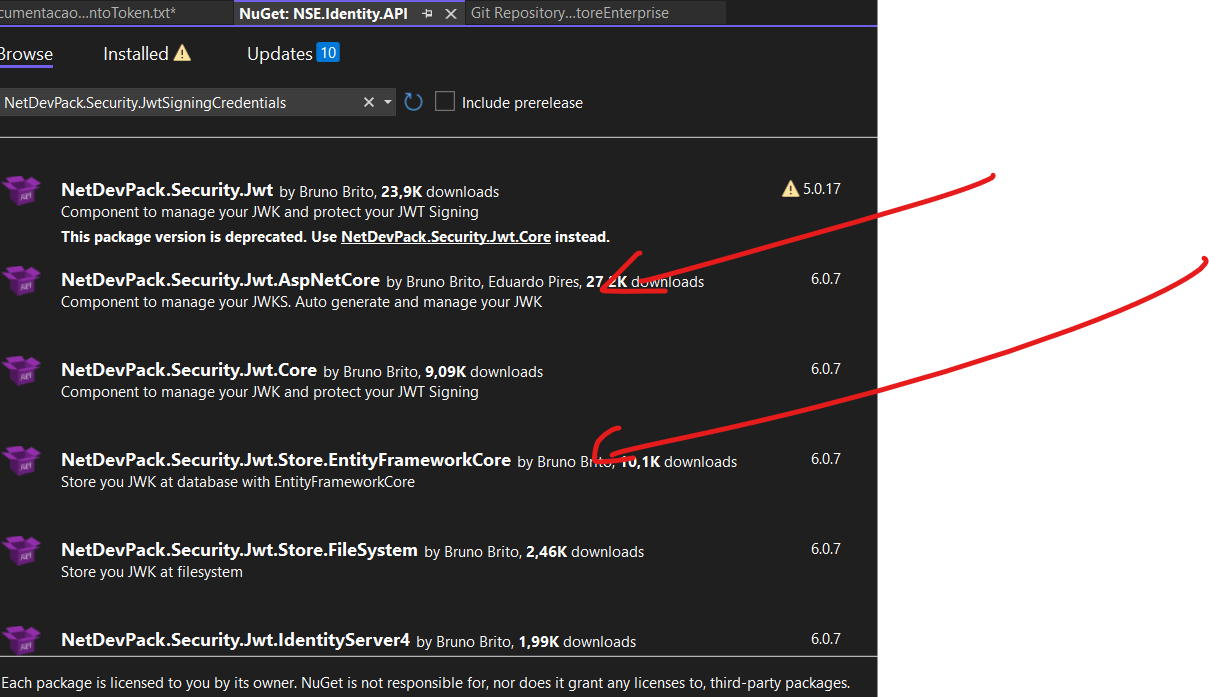 cumentacao...ntoToken.txt* NuGet: NSE.Identity.API Git Repository...toreEnterprise
Browse Installed Updates 10
NetDevPack.Security.JwtSigningCredentials Include prerelease
NetDevPack.Security.Jwt by Bruno Brito, 23,9K downloads 5.0.17
Component to manage your JWK and protect your JWT Signing
This package version is deprecated. Use NetDevPack.Security.Jwt.Core instead.
NetDevPack.Security.Jwt.AspNetCore by Bruno Brito, Eduardo Pires, 27,2K downloads 6.0.7
Component to manage your JWKS. Auto generate and manage your JWK
NetDevPack.Security.Jwt.Core by Bruno Brito, 9,09K downloads 6.0.7
Component to manage your JWK and protect your JWT Signing
NetDevPack.Security.Jwt.Store.EntityFrameworkCore by Bruno Brito, 10,1K downloads 6.0.7
Store you JWK at database with EntityFrameworkCore
NetDevPack.Security.Jwt.Store.FileSystem by Bruno Brito, 2,46K downloads 6.0.7
Store you JWK at filesystem
NetDevPack.Security.Jwt.IdentityServer4 by Bruno Brito, 1,99K downloads 6.0.7
Each package is licensed to you by its owner. NuGet is not responsible for, nor does it grant any licenses to, third-party packages.